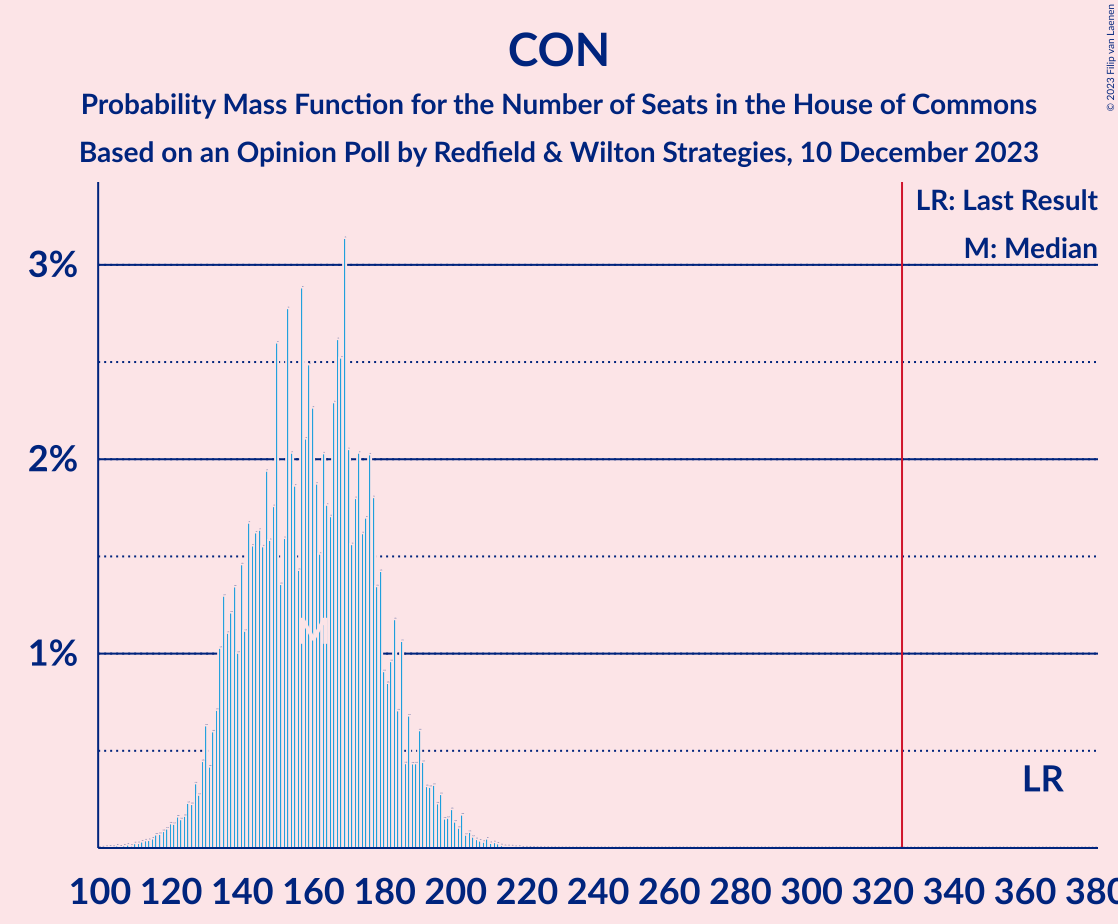 CON
Probability Mass Function for the Number of Seats in the House of Commons
Based on an Opinion Poll by Redfield & Wilton Strategies, 10 December 2023
© 2023 Filip van Laenen
LR: Last Result
M: Median
3%
2%
1%
M
LR
100 120 140 160 180 200 220 240 260 280 300 320 340 360 380